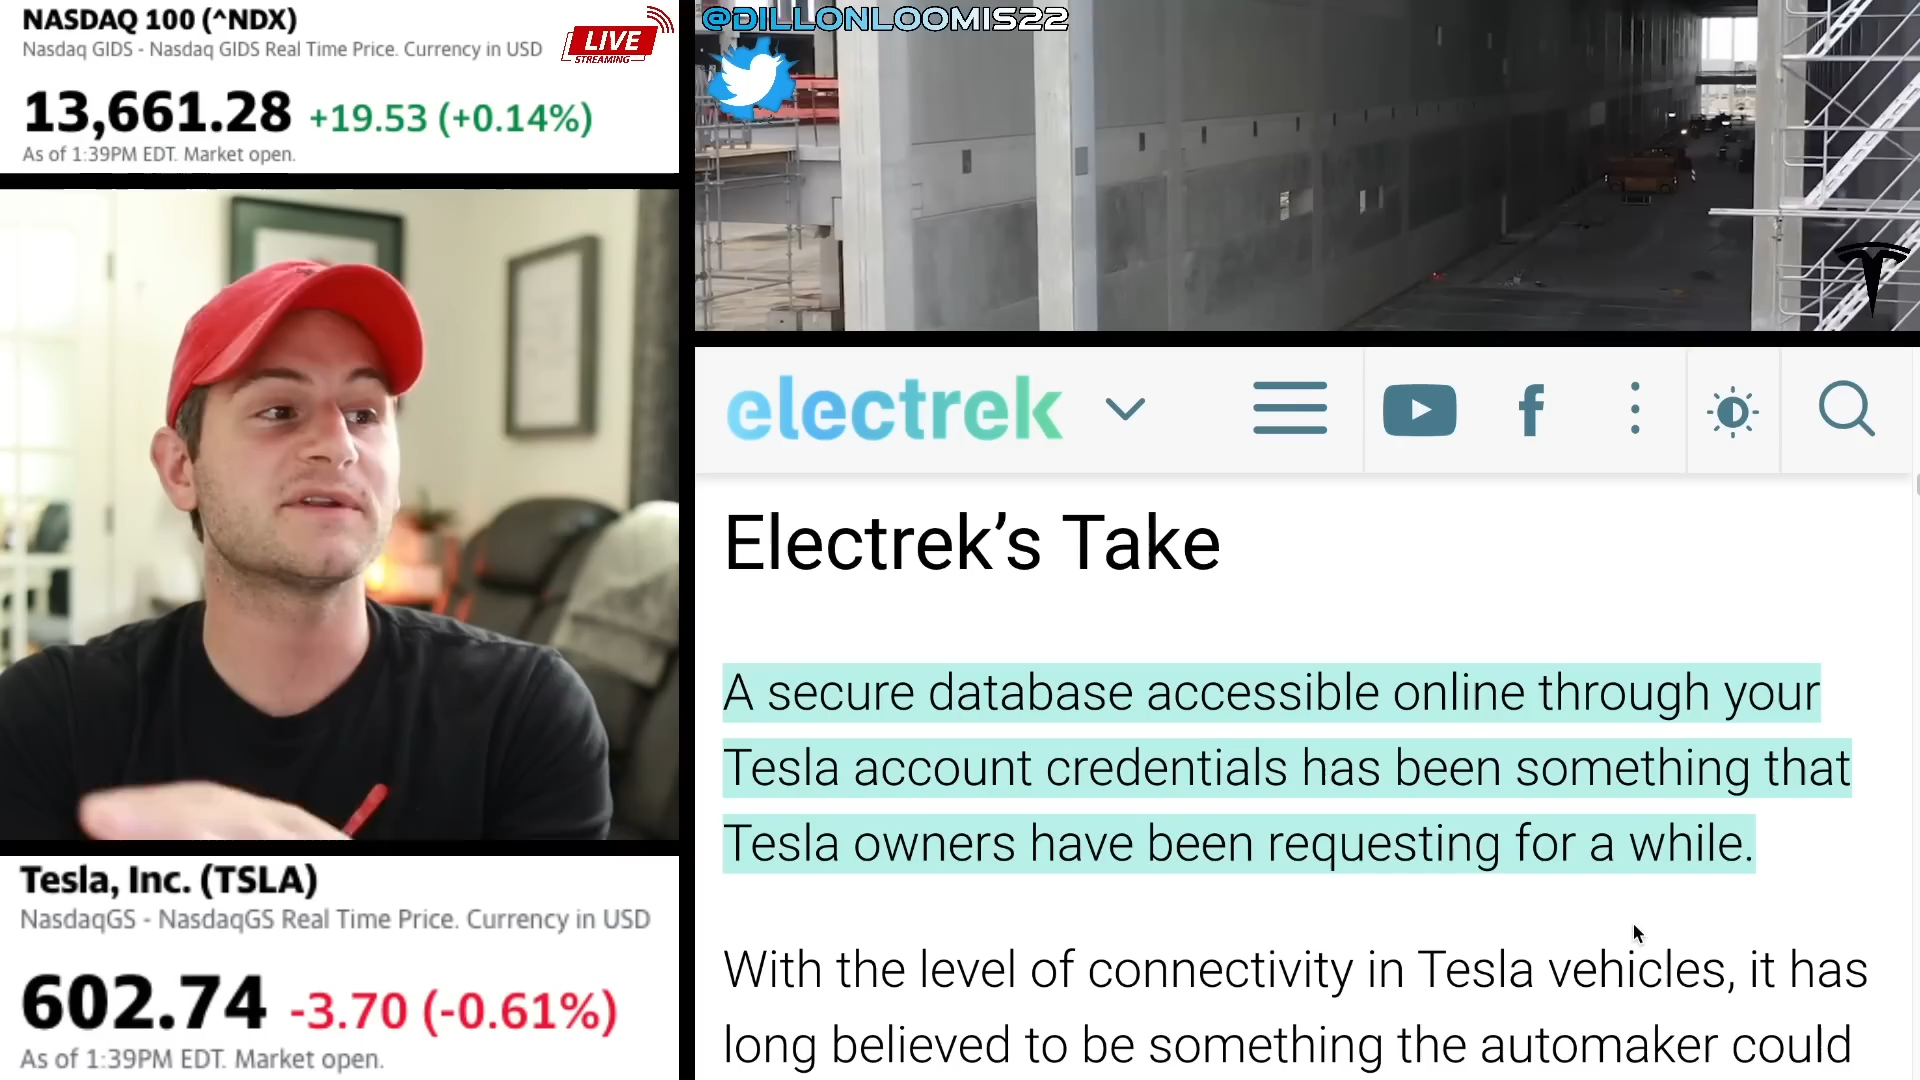 NASDAQ 100 (^NDX)
Nasdaq GIDS - Nasdaq GIDS Real Time Price. Currency in USD
LIVE
STREAMING
13,661.28 +19.53 (+0.14%)
As of 1:39PM EDT. Market open.
@DILLONLOOMIS22
electrek
Electrek’s Take
A secure database accessible online through your
Tesla account credentials has been something that
Tesla owners have been requesting for a while.
With the level of connectivity in Tesla vehicles, it has
long believed to be something the automaker could
Tesla, Inc. (TSLA)
NasdaqGS - NasdaqGS Real Time Price. Currency in USD
602.74 -3.70 (-0.61%)
As of 1:39PM EDT. Market open.